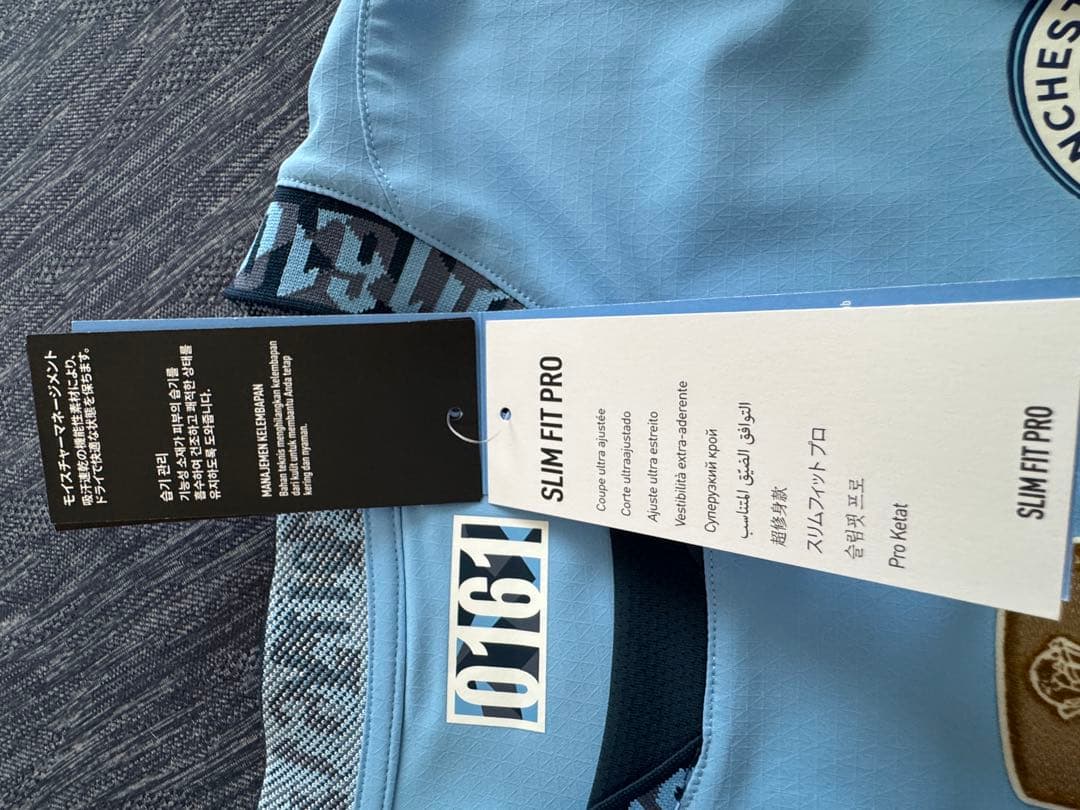 モイスチャーマネージメント
吸汗速乾の機能性素材により、
ドライで快適な状態を保ちます。
습기 관리
기능성 소재가 피부의 습기를
흡수하여 건조하고 쾌적한 상태를
유지하도록 도와줍니다.
MANAJEMEN KELEMBAPAN
Bahan teknis menghilangkan kelembapan
dari kulit untuk membantu Anda tetap
kering dan nyaman.
SLIM FIT PRO
Coupe ultra ajustée
Corte ultraajustado
Ajuste ultra estreito
Vestibilità extra-aderente
Суперузкий крой
التوافق الضيّق المتناسب
超修身款
スリムフィット プロ
슬림핏 프로
Pro Ketat
SLIM FIT PRO
0161
NCHEST